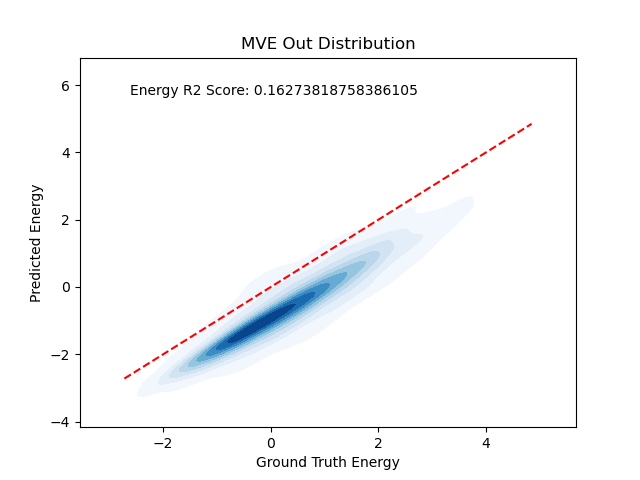 MVE Out Distribution
Energy R2 Score: 0.16273818758386105
6
4
2
0
−2
−4
Predicted Energy
−2
0
2
4
Ground Truth Energy